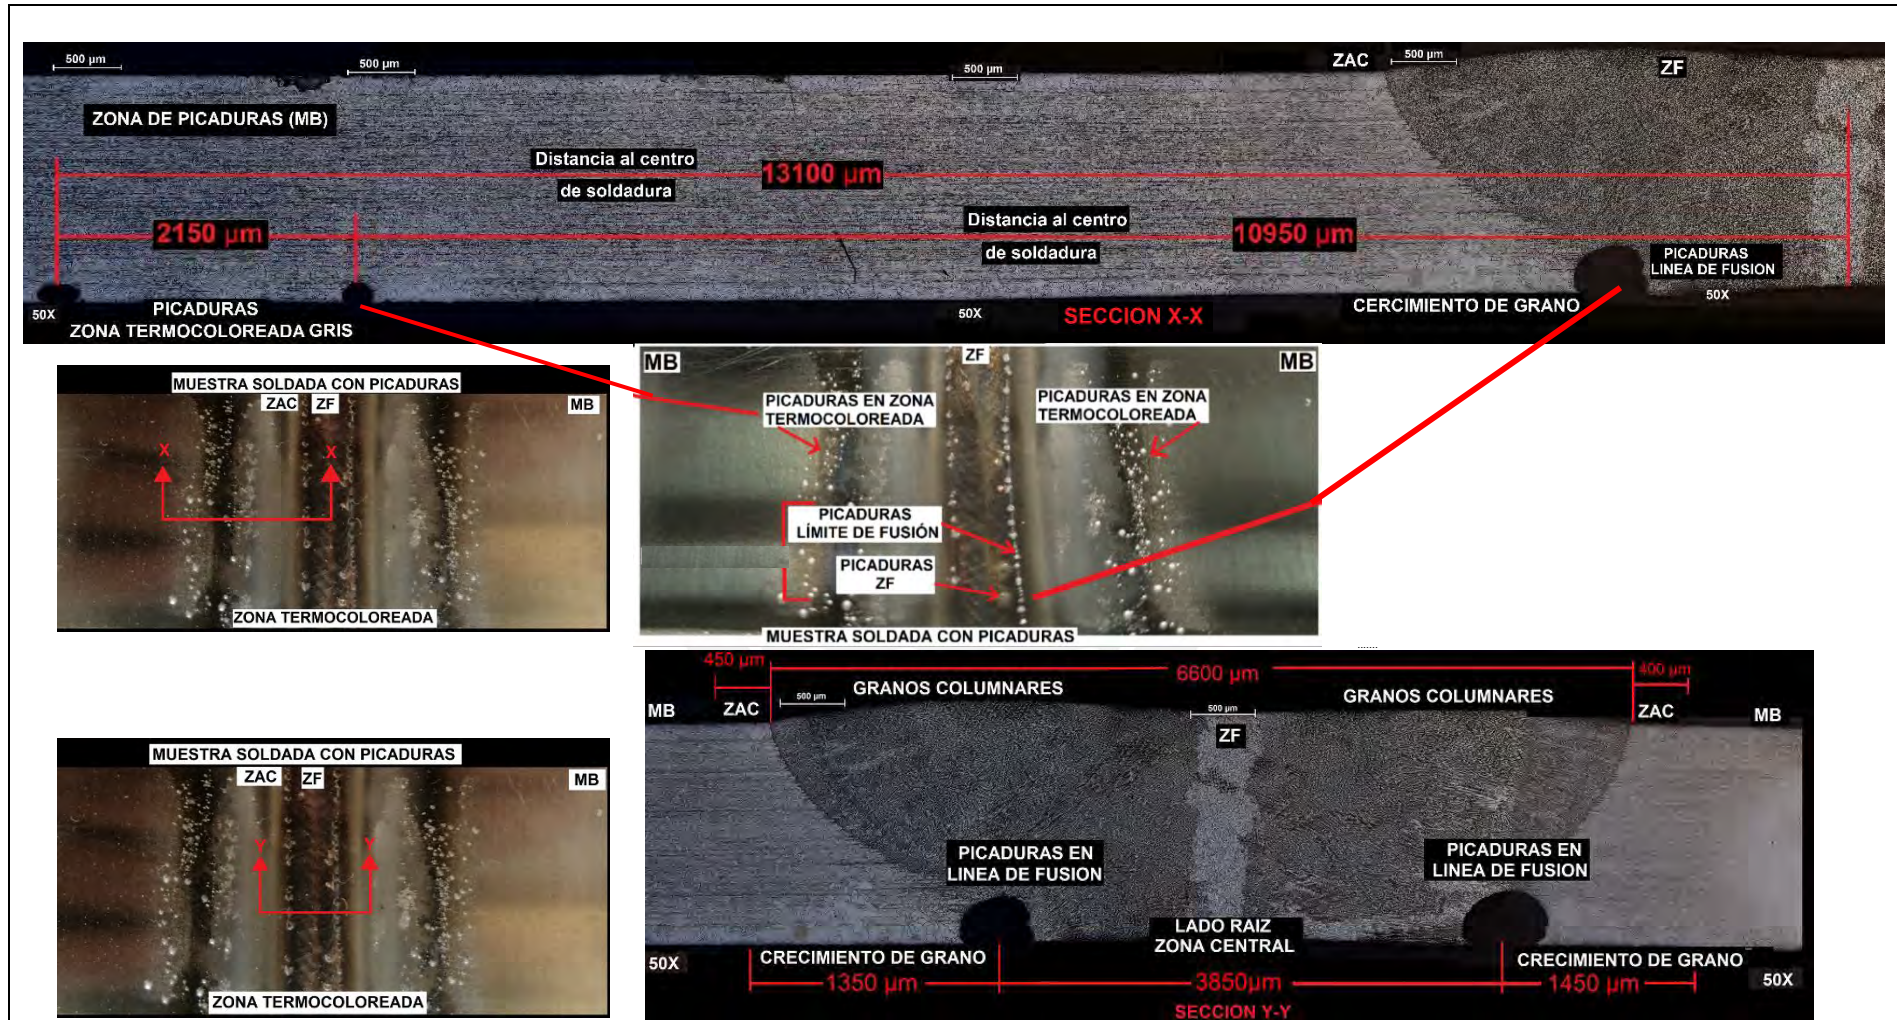 500 µm
500 µm
500 µm
ZAC
500 µm
ZF
ZONA DE PICADURAS (MB)
Distancia al centro
13100 µm
de soldadura
2150 µm
Distancia al centro
10950 µm
de soldadura
PICADURAS
LINEA DE FUSION
50X
50X
PICADURAS
ZONA TERMOCOLOREADA GRIS
50X
SECCION X-X
CERCIMIENTO DE GRANO
MUESTRA SOLDADA CON PICADURAS
ZAC
ZF
MB
X
X
ZONA TERMOCOLOREADA
MB
ZF
MB
PICADURAS EN ZONA
TERMOCOLOREADA
PICADURAS EN ZONA
TERMOCOLOREADA
PICADURAS
LÍMITE DE FUSIÓN
PICADURAS
ZF
MUESTRA SOLDADA CON PICADURAS
MUESTRA SOLDADA CON PICADURAS
ZAC
ZF
MB
Y
Y
ZONA TERMOCOLOREADA
450 µm
6600 µm
400 µm
GRANOS COLUMNARES
GRANOS COLUMNARES
500 µm
500 µm
MB
ZAC
ZF
ZAC
MB
PICADURAS EN
LINEA DE FUSION
PICADURAS EN
LINEA DE FUSION
LADO RAIZ
ZONA CENTRAL
50X
CRECIMIENTO DE GRANO
CRECIMIENTO DE GRANO
50X
1350 µm
3850µm
1450 µm
SECCION Y-Y